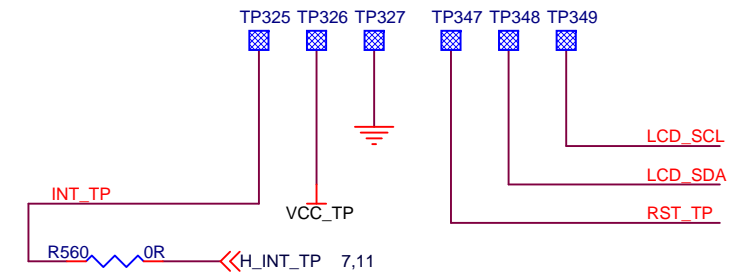 TP325 TP326 TP327 TP347 TP348 TP349
LCD_SCL
LCD_SDA
INT_TP
VCC_TP
RST_TP
R560 0R H_INT_TP 7,11